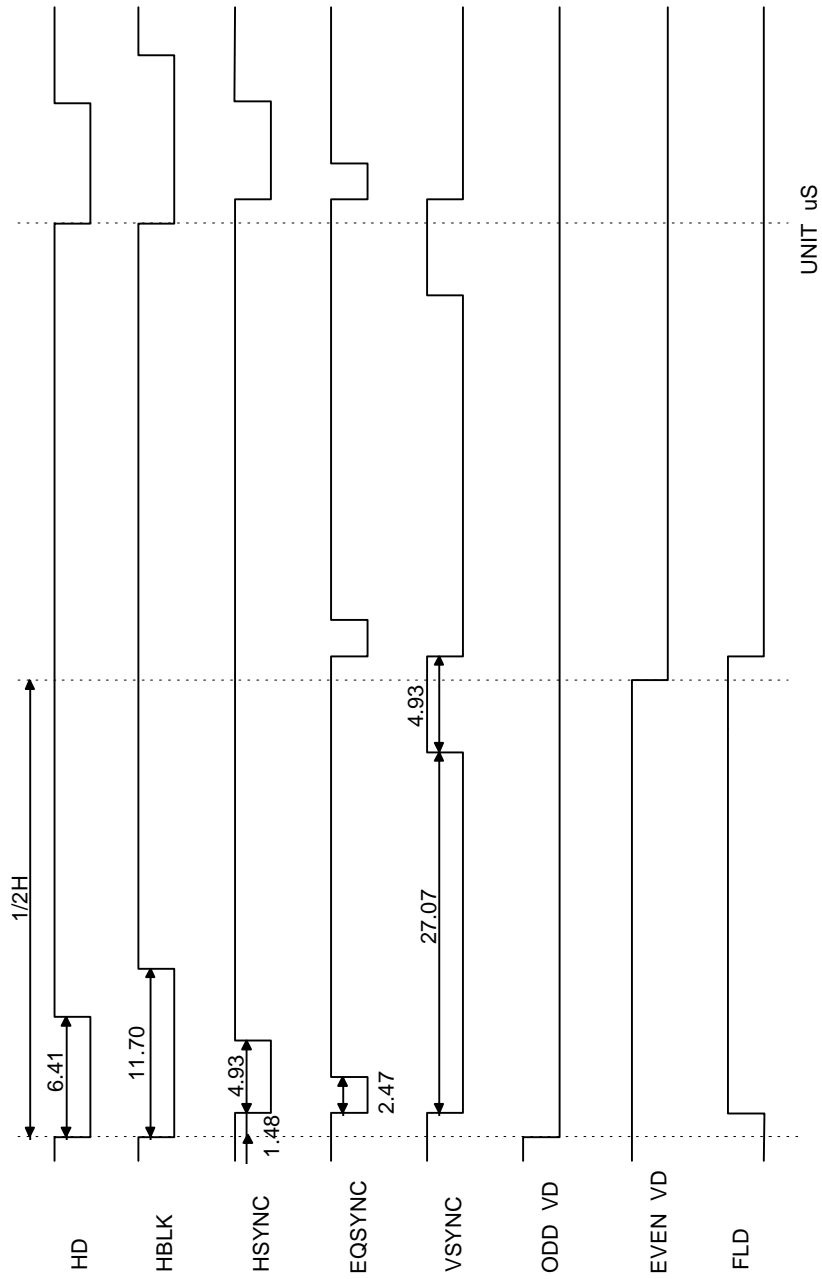 1/2H
HD
6.41
HBLK
11.70
HSYNC
1.48
4.93
EQSYNC
2.47
VSYNC
27.07
4.93
ODD VD
EVEN VD
FLD
UNIT uS